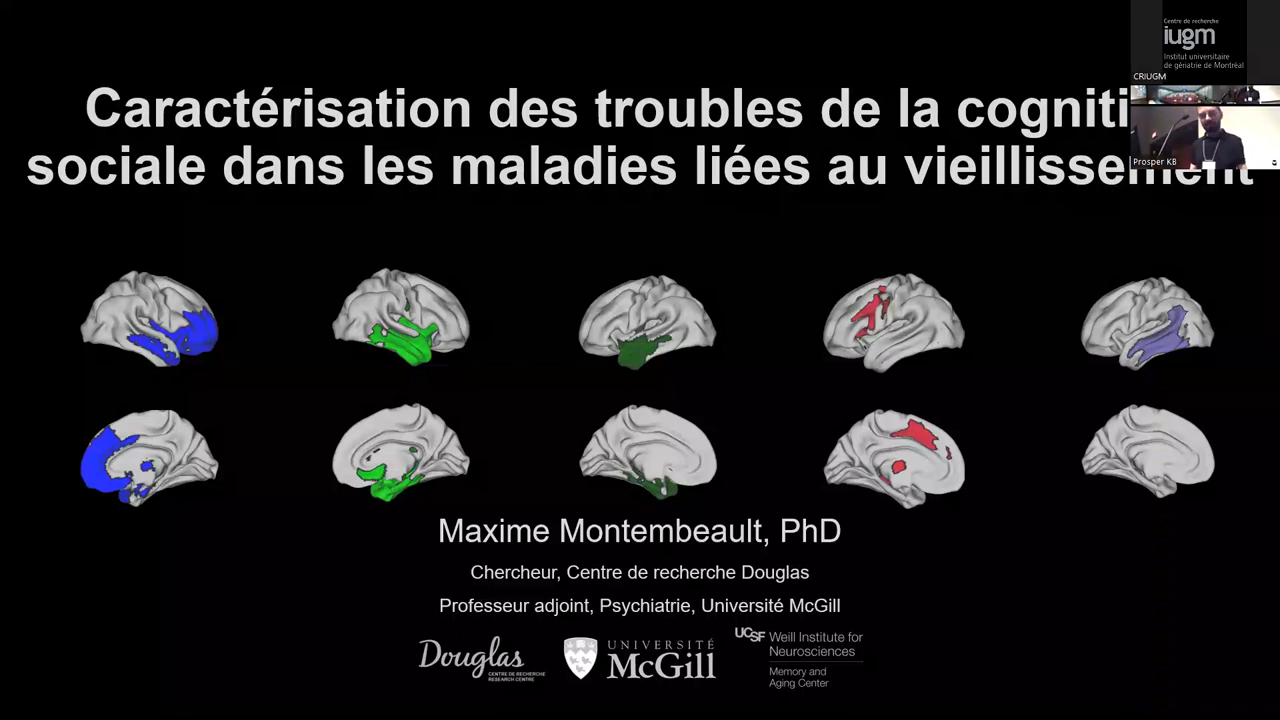 Centre de recherche
iugm
Institut universitaire
de gériatrie de Montréal
CRIUGM
Prosper KB
Caractérisation des troubles de la cogniti
sociale dans les maladies liées au vieillissement
Maxime Montembeault, PhD
Chercheur, Centre de recherche Douglas
Professeur adjoint, Psychiatrie, Université McGill
Douglas
CENTRE DE RECHERCHE
RESEARCH CENTRE
UNIVERSITÉ
McGill
UCSF Weill Institute for
Neurosciences
Memory and
Aging Center